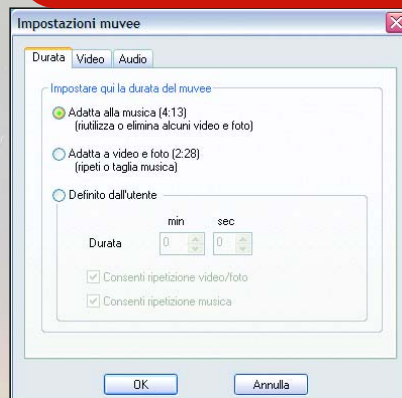 Impostazioni muvee
Durata Video Audio
Impostare qui la durata del muvee
Adatta alla musica (4:13)
(riutilizza o elimina alcuni video e foto)
Adatta a video e foto (2:28)
(ripeti o taglia musica)
Definito dall'utente
min sec
Durata 0 0
Consenti ripetizione video/foto
Consenti ripetizione musica
OK Annulla